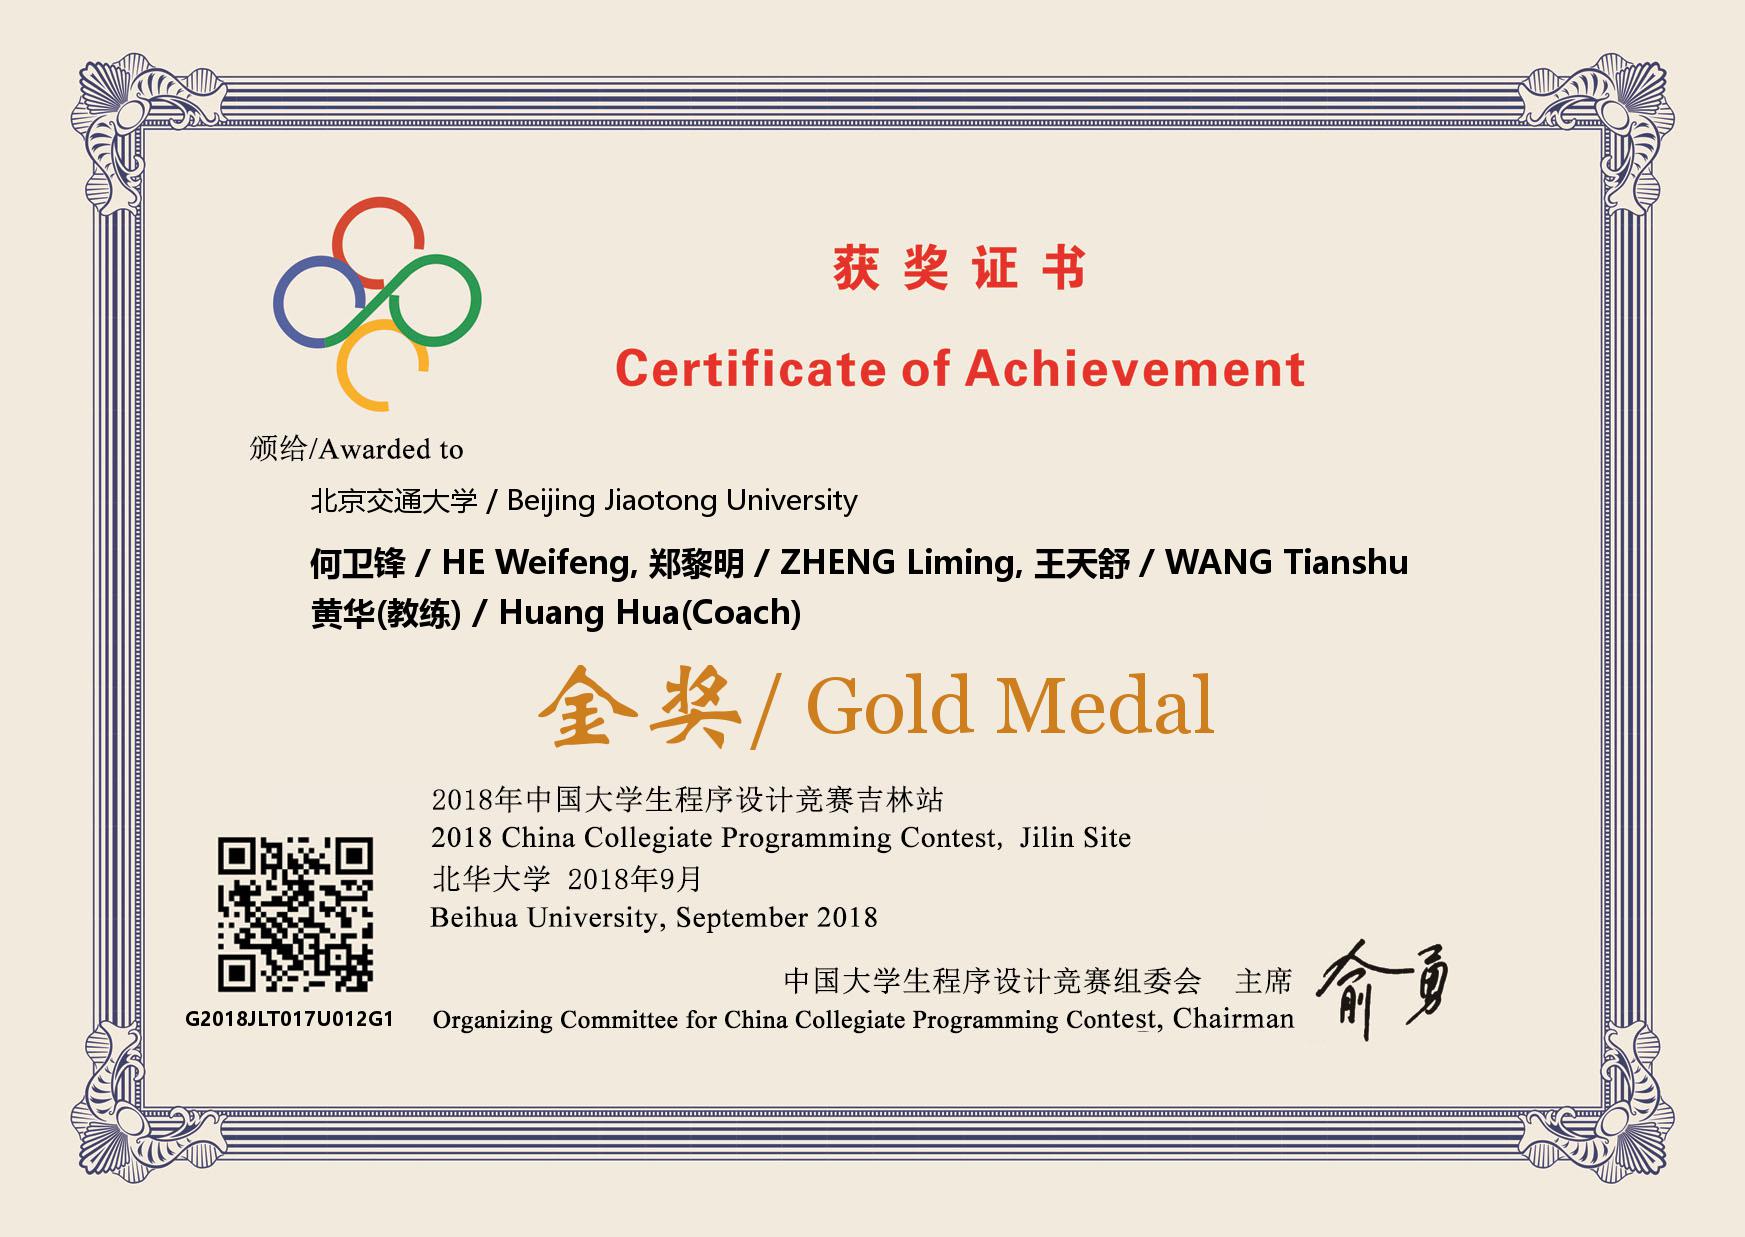 获奖证书
Certificate of Achievement
颁给/Awarded to
北京交通大学 / Beijing Jiaotong University
何卫锋 / HE Weifeng, 郑黎明 / ZHENG Liming, 王天舒 / WANG Tianshu
黄华(教练) / Huang Hua(Coach)
金奖/ Gold Medal
2018年中国大学生程序设计竞赛吉林站
2018 China Collegiate Programming Contest, Jilin Site
北华大学 2018年9月
Beihua University, September 2018
中国大学生程序设计竞赛组委会 主席 俞勇
Organizing Committee for China Collegiate Programming Contest, Chairman
G2018JLT017U012G1